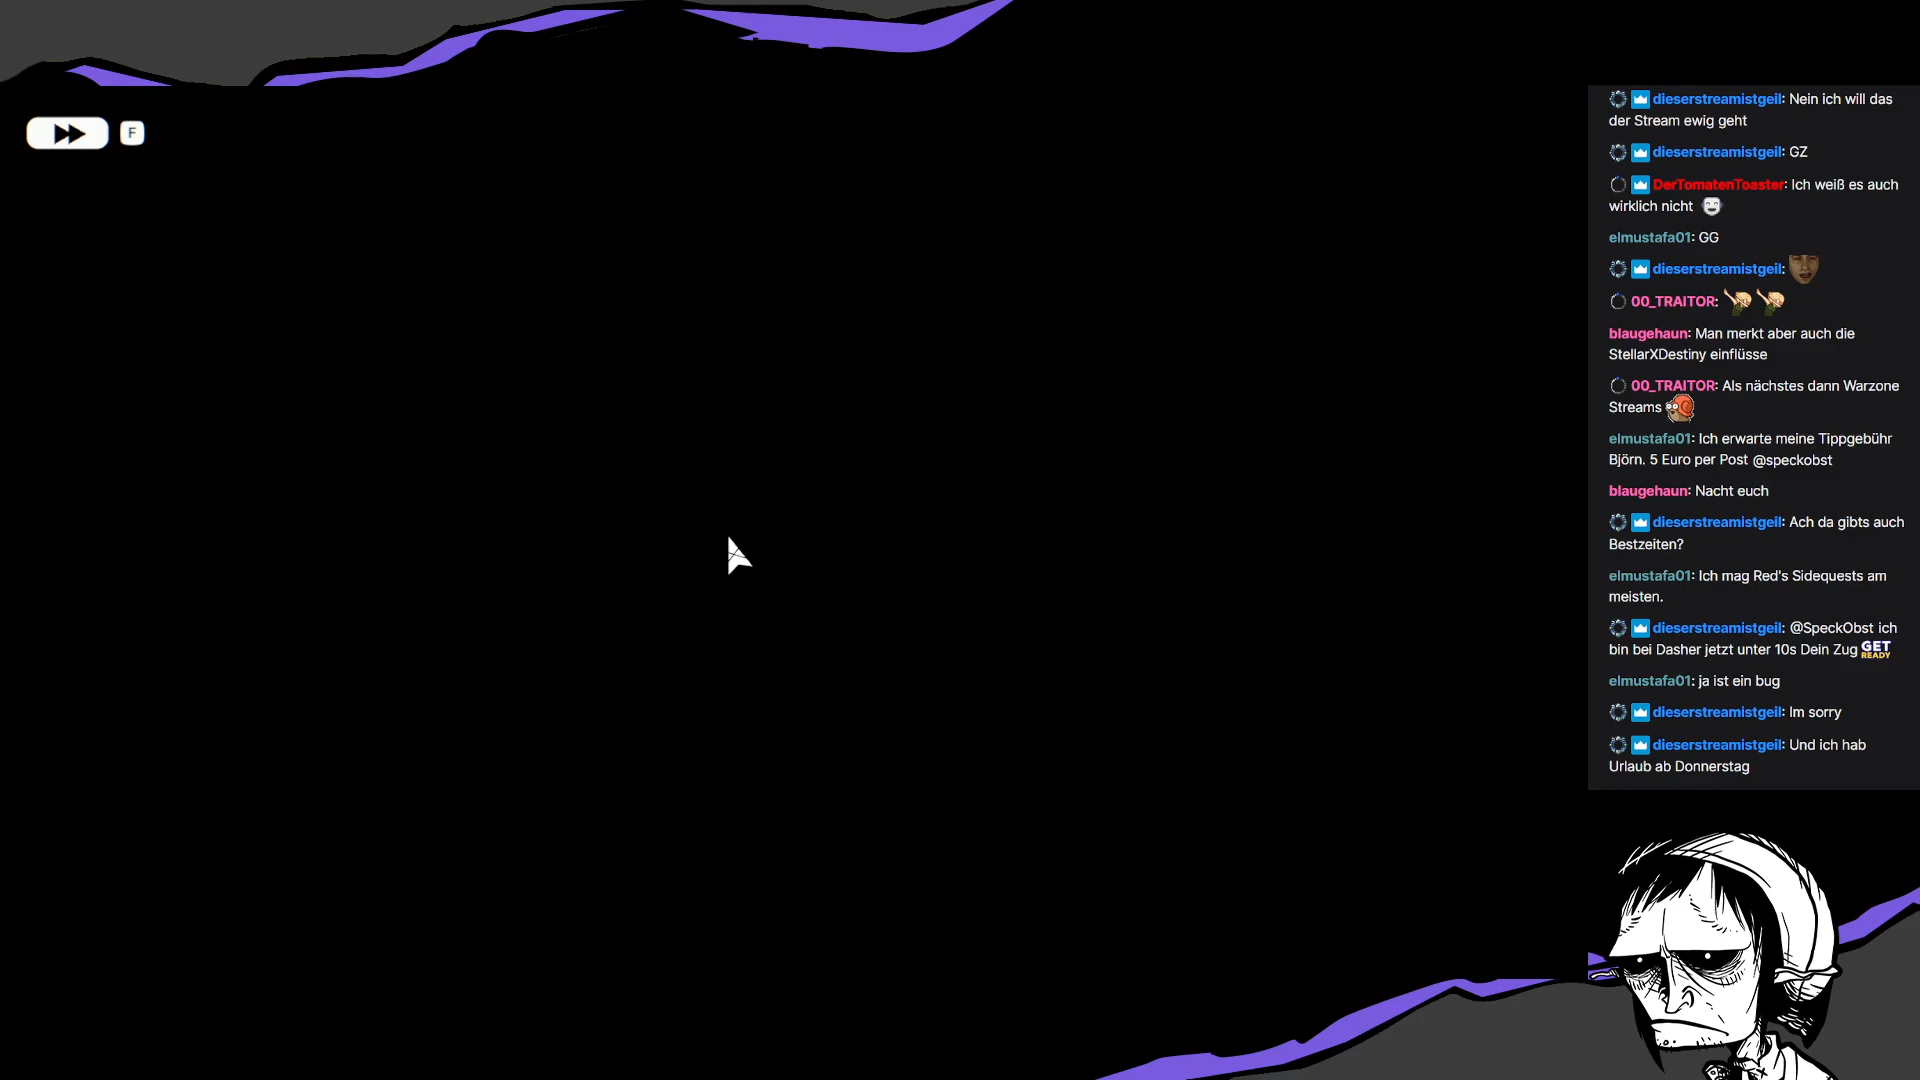 F
dieserstreamistgeil: Nein ich will das
der Stream ewig geht
dieserstreamistgeil: GZ
DerTomatenToaster: Ich weiß es auch
wirklich nicht
elmustafa01: GG
dieserstreamistgeil:
00_TRAITOR:
blaugehaun: Man merkt aber auch die
StellarXDestiny einflüsse
00_TRAITOR: Als nächstes dann Warzone
Streams
elmustafa01: Ich erwarte meine Tippgebühr
Björn. 5 Euro per Post @speckobst
blaugehaun: Nacht euch
dieserstreamistgeil: Ach da gibts auch
Bestzeiten?
elmustafa01: Ich mag Red's Sidequests am
meisten.
dieserstreamistgeil: @SpeckObst ich
bin bei Dasher jetzt unter 10s Dein Zug GET READY
elmustafa01: ja ist ein bug
dieserstreamistgeil: Im sorry
dieserstreamistgeil: Und ich hab
Urlaub ab Donnerstag